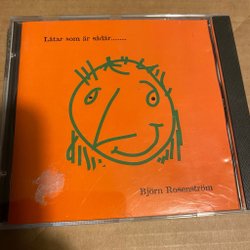 Låtar som är sådär.......
Björn Rosenström